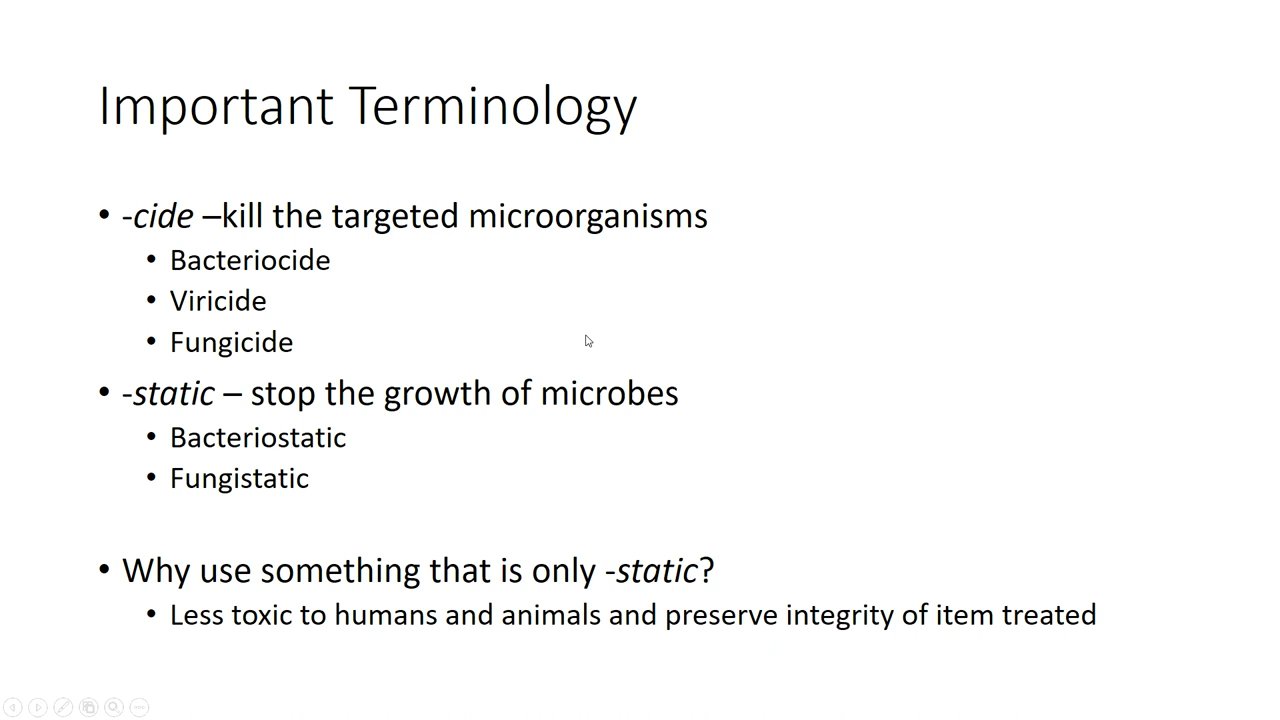 Important Terminology
• -cide –kill the targeted microorganisms
• Bacteriocide
• Viricide
• Fungicide
• -static – stop the growth of microbes
• Bacteriostatic
• Fungistatic
• Why use something that is only -static?
• Less toxic to humans and animals and preserve integrity of item treated